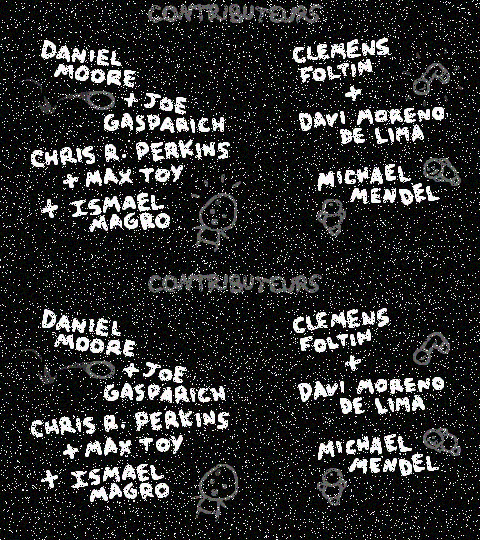 CONTRIBUTEURS
DANIEL
MOORE
+ JOE
GASPARICH
CHRIS R. PERKINS
+ MAX TOY
+ ISMAEL
MAGRO
CLEMENS
FOLTIN
+
DAVI MORENO
DE LIMA
MICHAEL
MENDEL
CONTRIBUTEURS
DANIEL
MOORE
+ JOE
GASPARICH
CHRIS R. PERKINS
+ MAX TOY
+ ISMAEL
MAGRO
CLEMENS
FOLTIN
+
DAVI MORENO
DE LIMA
MICHAEL
MENDEL